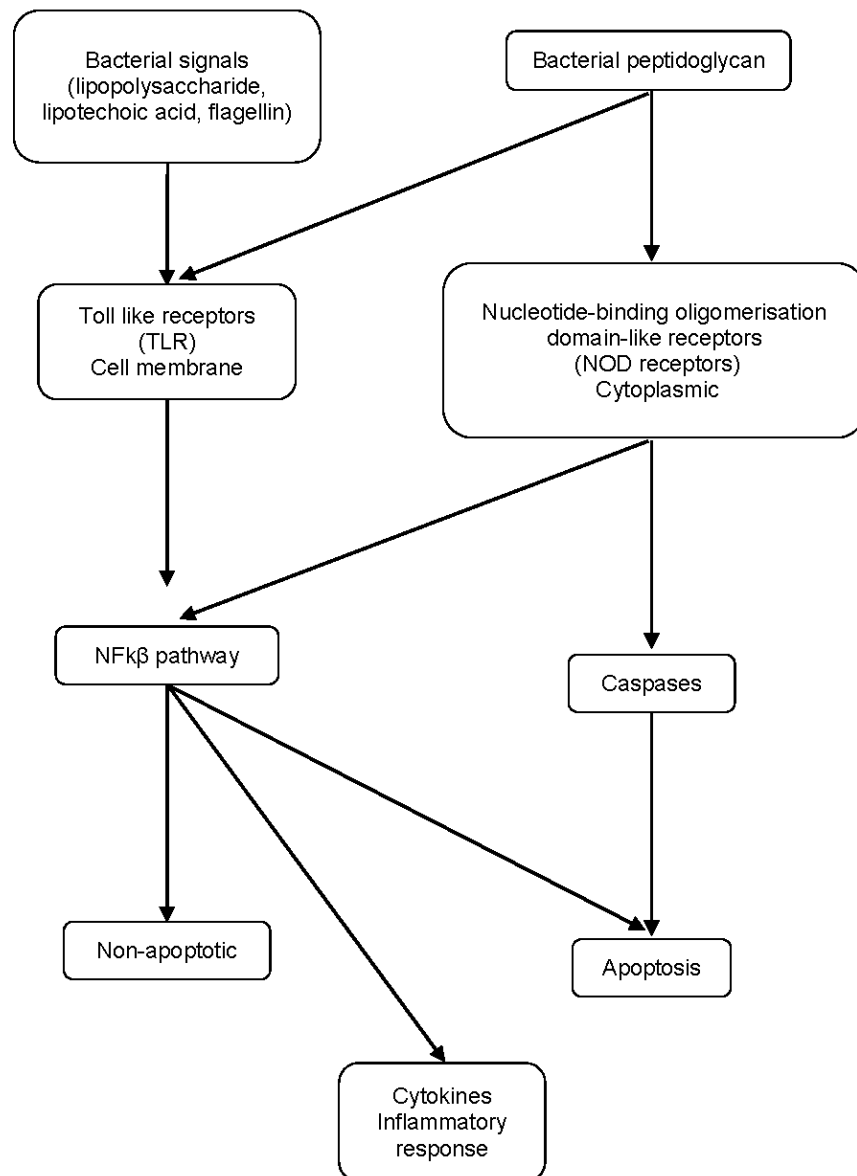 Bacterial signals
(lipopolysaccharide,
lipotechoic acid, flagellin)
Bacterial peptidoglycan
Toll like receptors
(TLR)
Cell membrane
Nucleotide-binding oligomerisation
domain-like receptors
(NOD receptors)
Cytoplasmic
NFkβ pathway
Caspases
Non-apoptotic
Apoptosis
Cytokines
Inflammatory
response